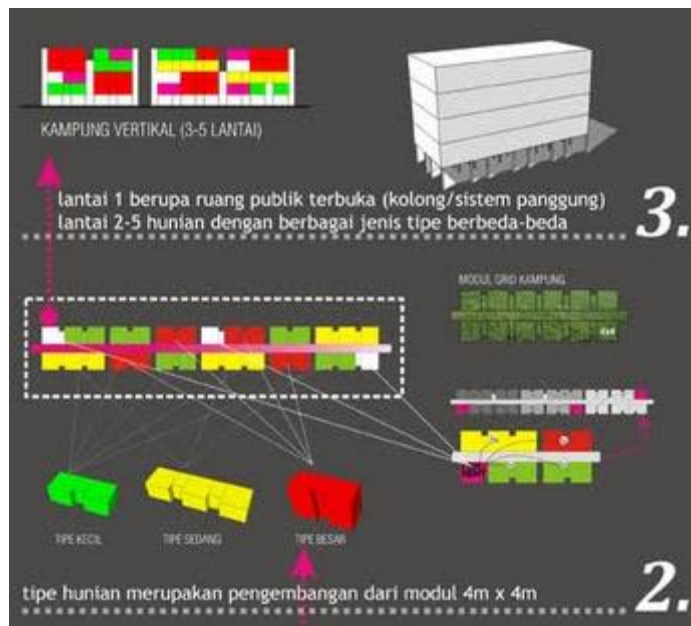 KAMPUNG VERTIKAL (3-5 LANTAI)
lantai 1 berupa ruang publik terbuka (kolong/sistem panggung)
lantai 2-5 hunian dengan berbagai jenis tipe berbeda-beda
3.
MODUL GRID KAMPUNG
4x4
TIPE KECIL
TIPE SEDANG
TIPE BESAR
tipe hunian merupakan pengembangan dari modul 4m x 4m
2.